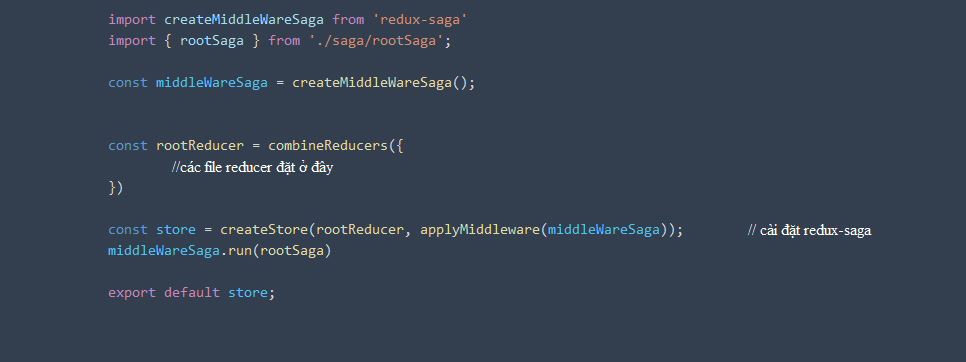 import createMiddleWareSaga from 'redux-saga'
import { rootSaga } from './saga/rootSaga';
const middleWareSaga = createMiddleWareSaga();
const rootReducer = combineReducers({
//các file reducer đặt ở đây
})
const store = createStore(rootReducer, applyMiddleware(middleWareSaga)); // cài đặt redux-saga
middleWareSaga.run(rootSaga)
export default store;